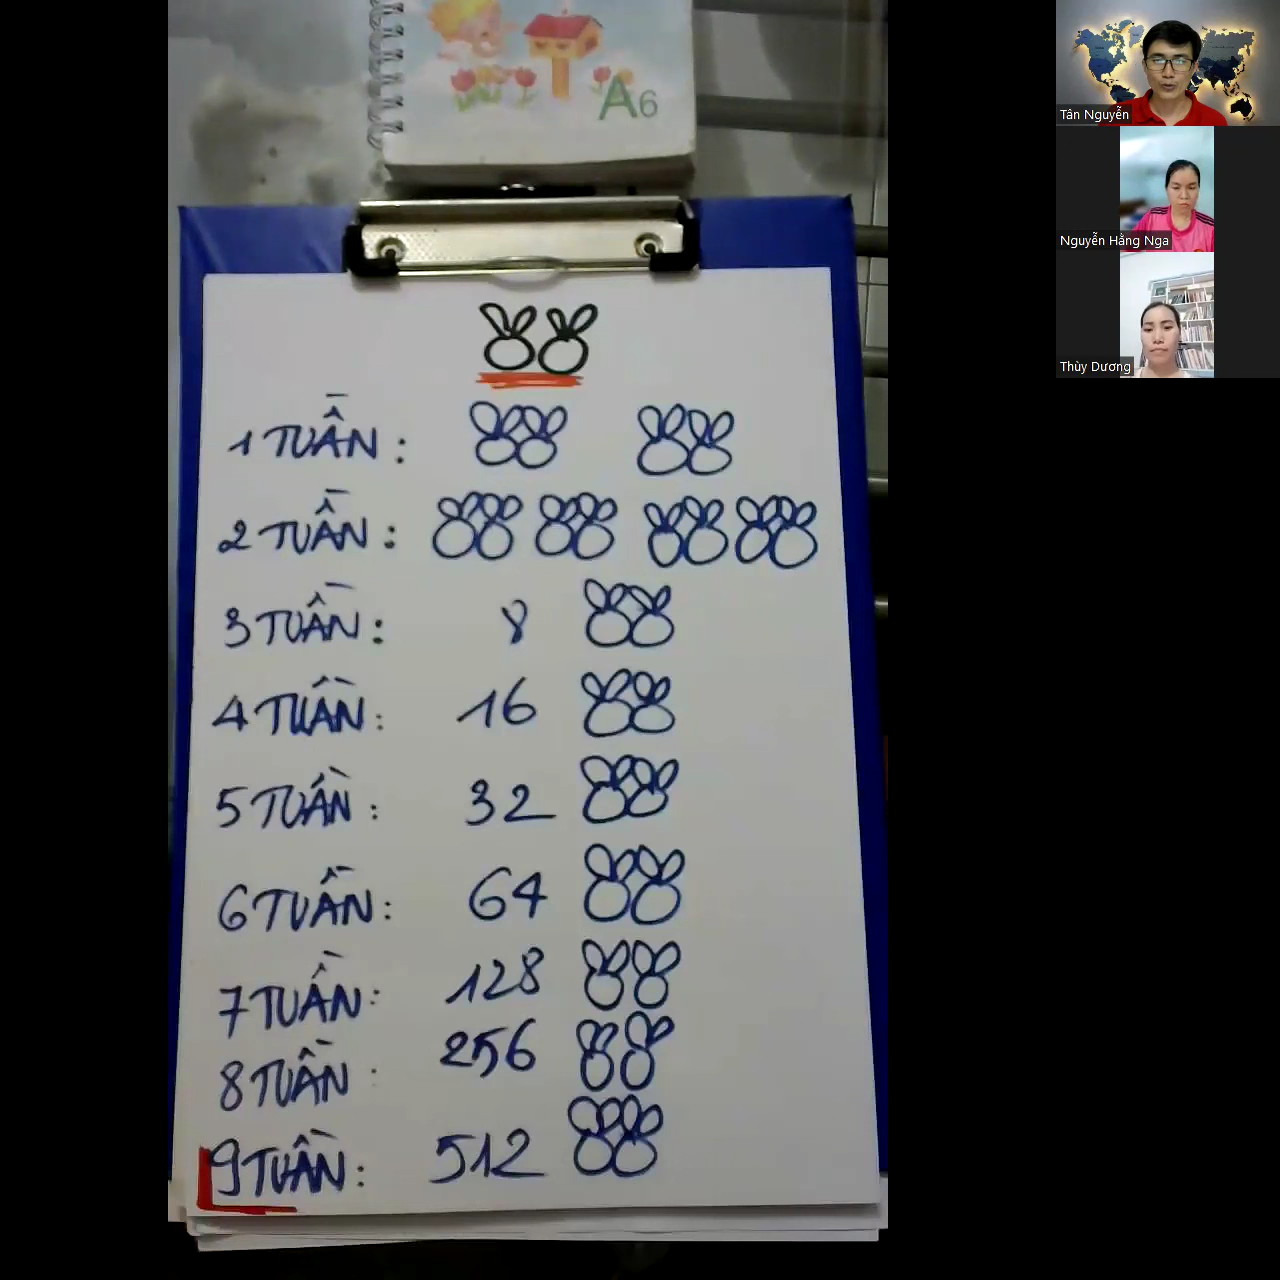 A6
1 TUẦN :
2 TUẦN :
3 TUẦN : 8
4 TUẦN : 16
5 TUẦN : 32
6 TUẦN : 64
7 TUẦN : 128
8 TUẦN : 256
9 TUẦN : 512
Tân Nguyễn
Nguyễn Hằng Nga
Thùy Dương